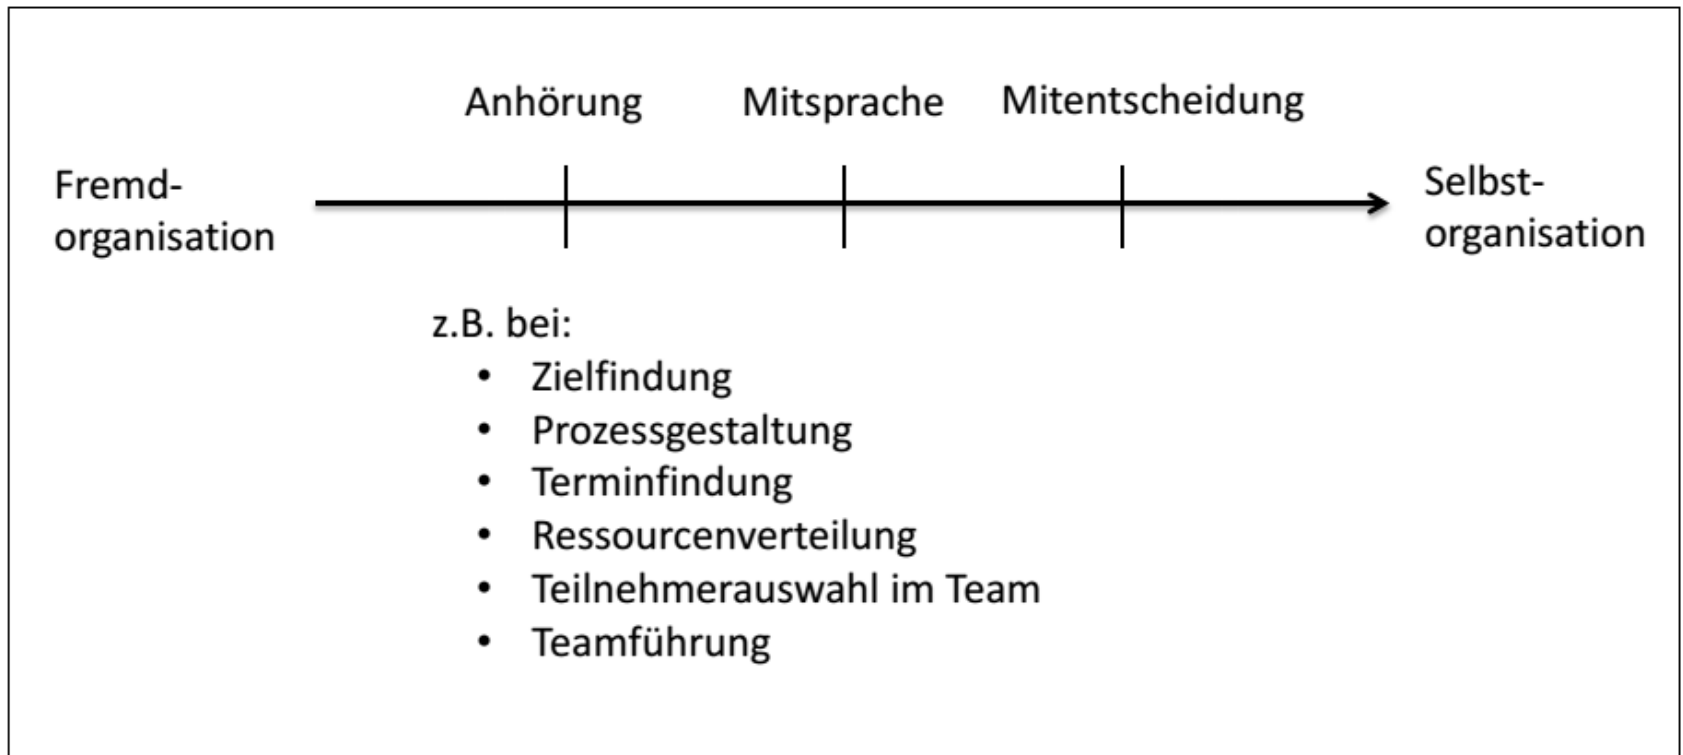 Anhörung Mitsprache Mitentscheidung
Fremd-
organisation
Selbst-
organisation
z.B. bei:
• Zielfindung
• Prozessgestaltung
• Terminfindung
• Ressourcenverteilung
• Teilnehmerauswahl im Team
• Teamführung